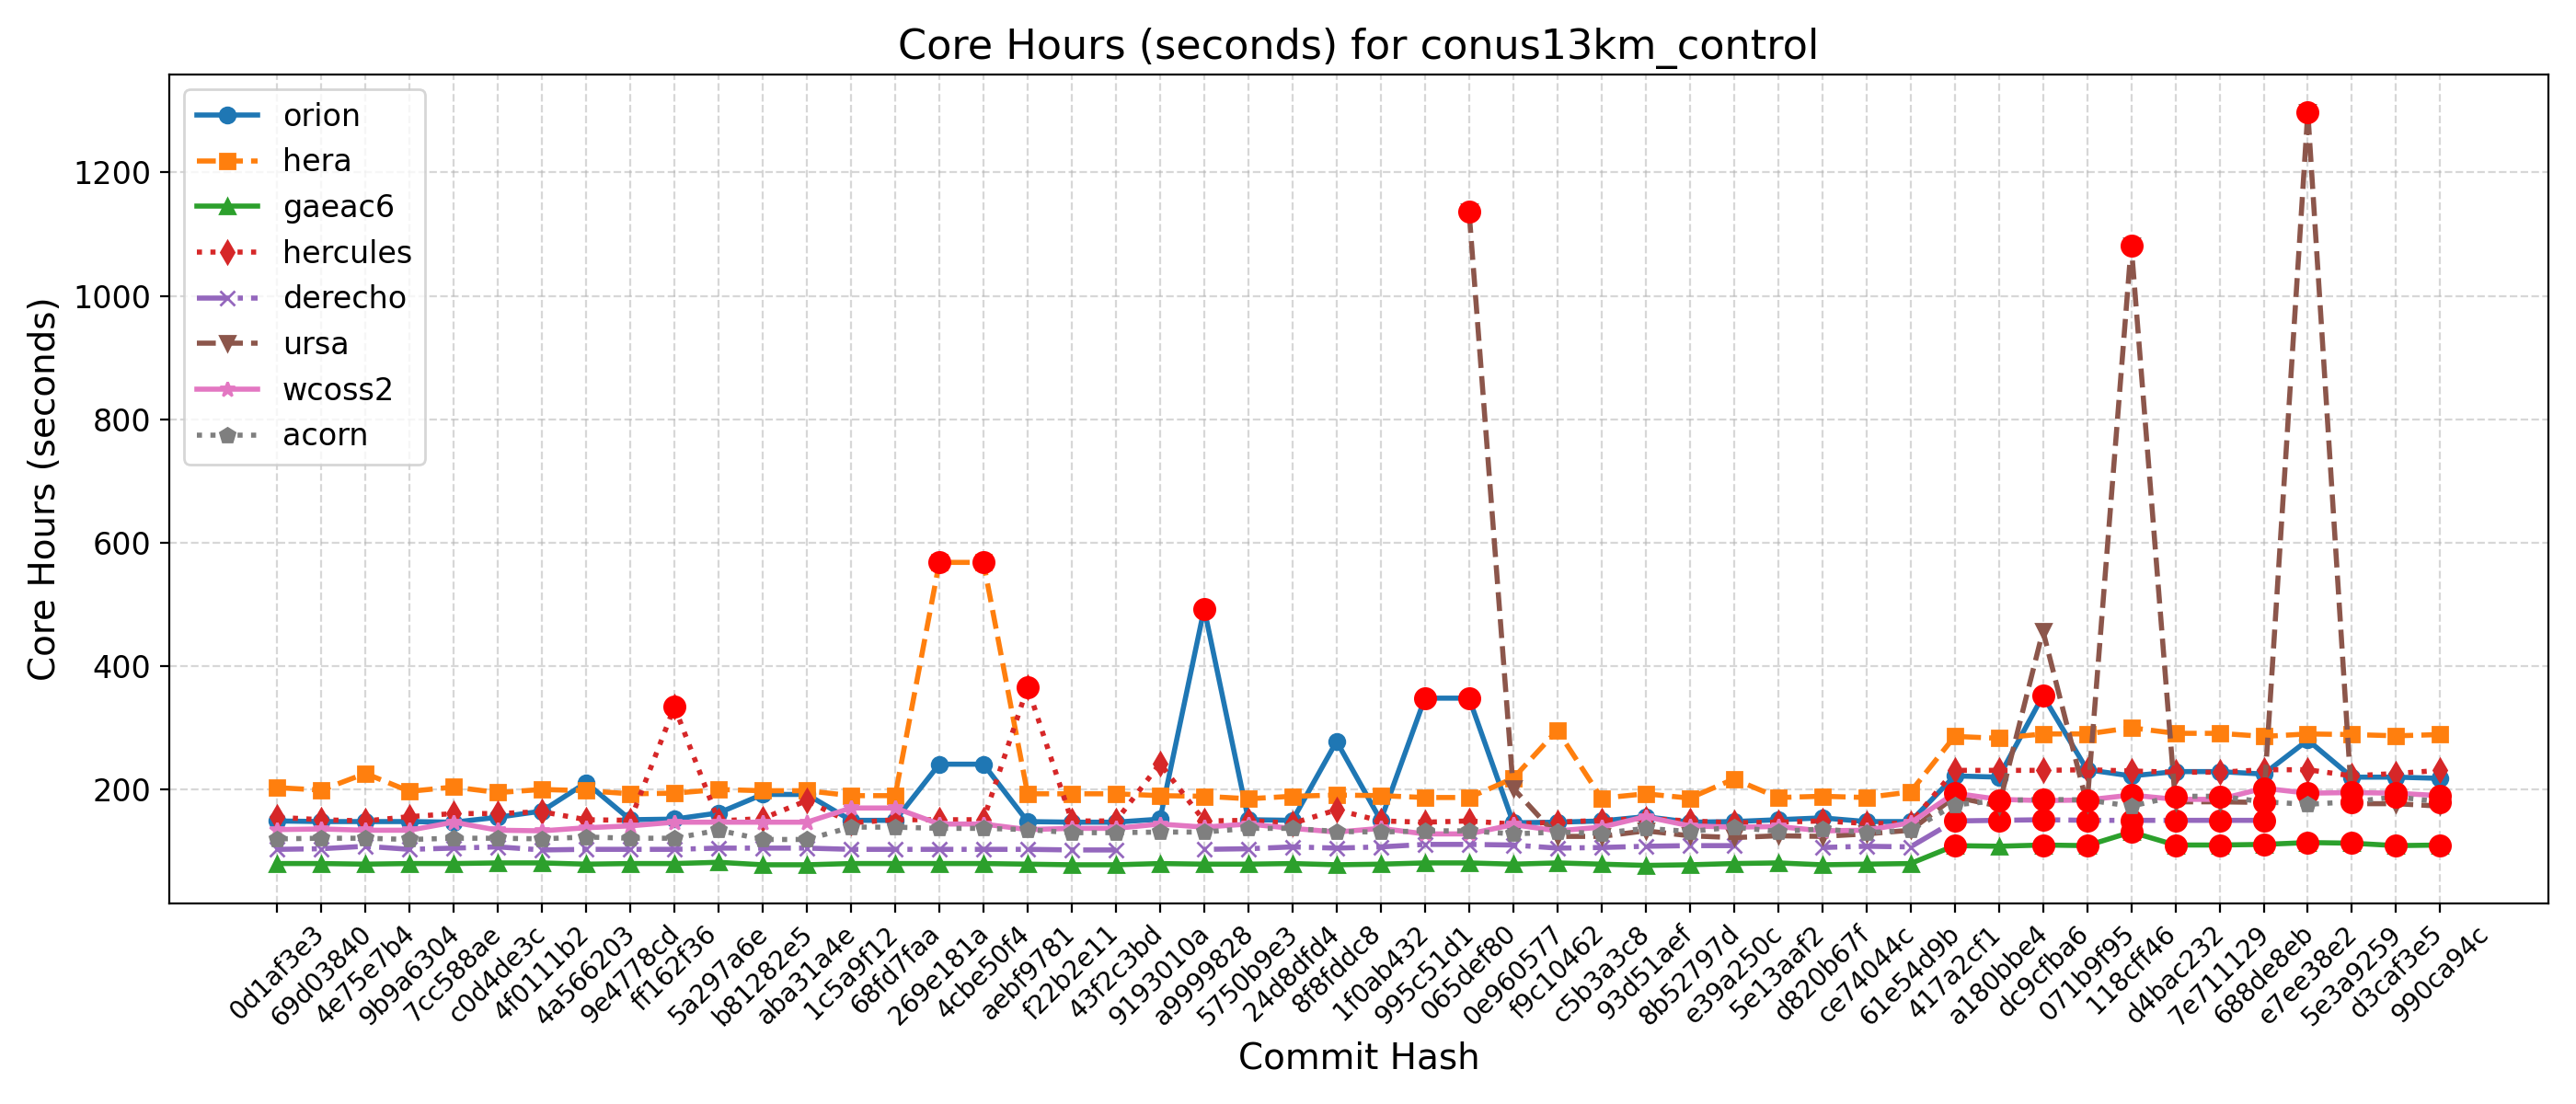 Core Hours (seconds) for conus13km_control
Core Hours (seconds)
1200
1000
800
600
400
200
orion
hera
gaeac6
hercules
derecho
ursa
wcoss2
acorn
0d1af3e3
69d03840
4e75e7b4
9b9a6304
7cc588ae
c0d4de3c
4f0111b2
4a566203
9e4778cd
ff162f36
5a297a6e
b81282e5
aba31a4e
1c5a9f12
68fd7faa
269e181a
4cbe50f4
aebf9781
f22b2e11
43f2c3bd
9193010a
a9999828
5750b9e3
24d8dfd4
8f8fddc8
1f0ab432
995c51d1
065def80
0e960577
f9c10462
c5b3a3c8
93d51aef
8b52797d
e39a250c
5e13aaf2
d820b67f
ce74044c
61e54d9b
417a2cf1
a180bbe4
dc9cfba6
071b9f95
118cff46
d4bac232
7e711129
688de8eb
e7ee38e2
5e3a9259
d3caf3e5
990ca94c
Commit Hash